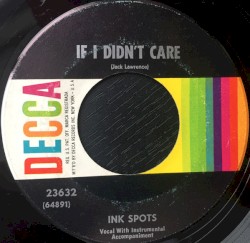 IF I DIDN'T CARE
(Jack Lawrence)
DECCA
23632
(64891)
INK SPOTS
Vocal With Instrumental
Accompaniment